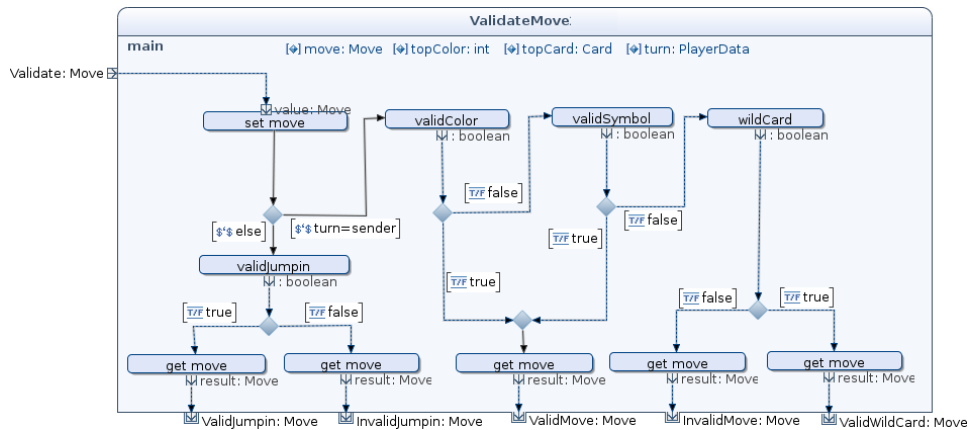 ValidateMove:
main
move: Move topColor: int topCard: Card turn: PlayerData
Validate: Move
value: Move
set move
validColor
validSymbol
wildCard
: boolean
: boolean
: boolean
T/F false
T/F false
$'$ else
$'$ turn=sender
T/F true
validJumpin
: boolean
T/F true
T/F true
T/F false
T/F false
T/F true
get move
get move
get move
get move
get move
result: Move
result: Move
result: Move
result: Move
result: Move
ValidJumpin: Move
InvalidJumpin: Move
ValidMove: Move
InvalidMove: Move
ValidWildCard: Move